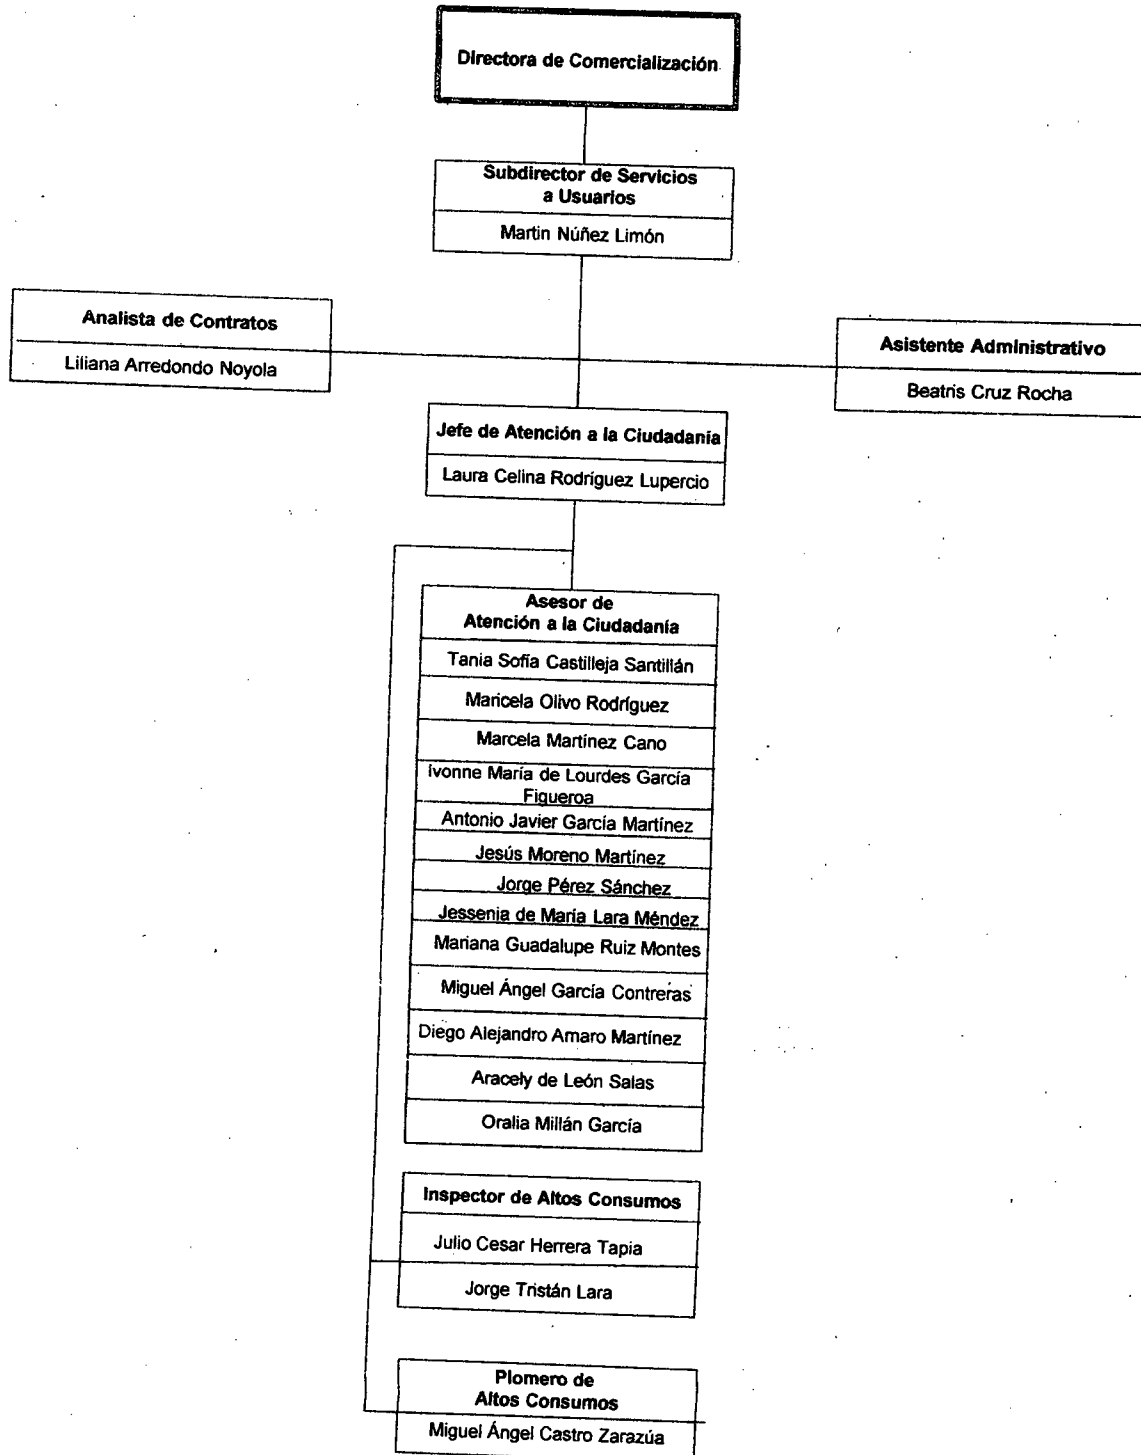 Directora de Comercialización
Subdirector de Servicios
a Usuarios
Martin Núñez Limón
Analista de Contratos
Liliana Arredondo Noyola
Asistente Administrativo
Beatris Cruz Rocha
Jefe de Atención a la Ciudadanía
Laura Celina Rodríguez Lupercio
Asesor de
Atención a la Ciudadanía
Tania Sofía Castilleja Santillán
Maricela Olivo Rodríguez
Marcela Martínez Cano
Ivonne María de Lourdes García
Figueroa
Antonio Javier García Martínez
Jesús Moreno Martínez
Jorge Pérez Sánchez
Jessenia de María Lara Méndez
Mariana Guadalupe Ruiz Montes
Miguel Ángel García Contreras
Diego Alejandro Amaro Martínez
Aracely de León Salas
Oralia Millán García
Inspector de Altos Consumos
Julio Cesar Herrera Tapia
Jorge Tristán Lara
Plomero de
Altos Consumos
Miguel Ángel Castro Zarazúa